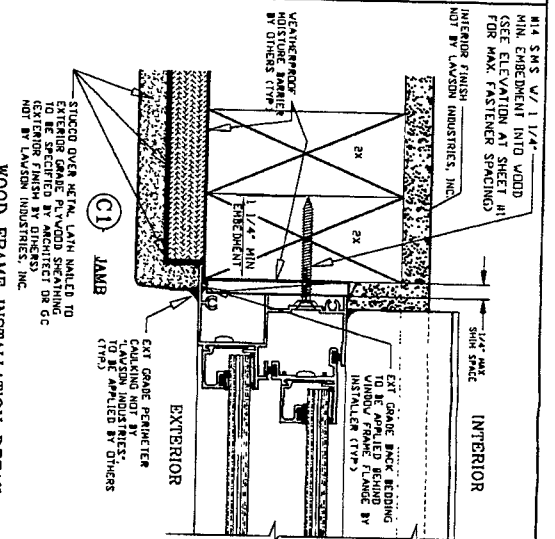 #14 SMS W/ 1 1/4"
MIN. EMBEDMENT INTO WOOD
(SEE ELEVATION AT SHEET #1
FOR MAX. FASTENER SPACING)
INTERIOR FINISH
NOT BY LAWSON INDUSTRIES, INC.
WEATHERPROOF
MOISTURE BARRIER
BY OTHERS (TYP)
2X
2X
1 1/4" MIN
EMBEDMENT
1/4" MAX
SHIM SPACE
INTERIOR
EXT GRADE BACK BEDDING
TO BE APPLIED BEHIND
WINDOW FRAME FLANGE BY
INSTALLER (TYP)
EXTERIOR
EXT GRADE PERIMETER
CAULKING NOT BY
"LAWSON INDUSTRIES",
TO BE APPLIED BY OTHERS
(TYP)
C1
JAMB
STUCCO OVER METAL LATH NAILED TO
EXTERIOR GRADE PLYWOOD SHEATHING
TO BE SPECIFIED BY ARCHITECT OR GC
(EXTERIOR FINISH BY OTHERS)
NOT BY LAWSON INDUSTRIES, INC.
WOOD FRAME INSTALLATION DETAIL